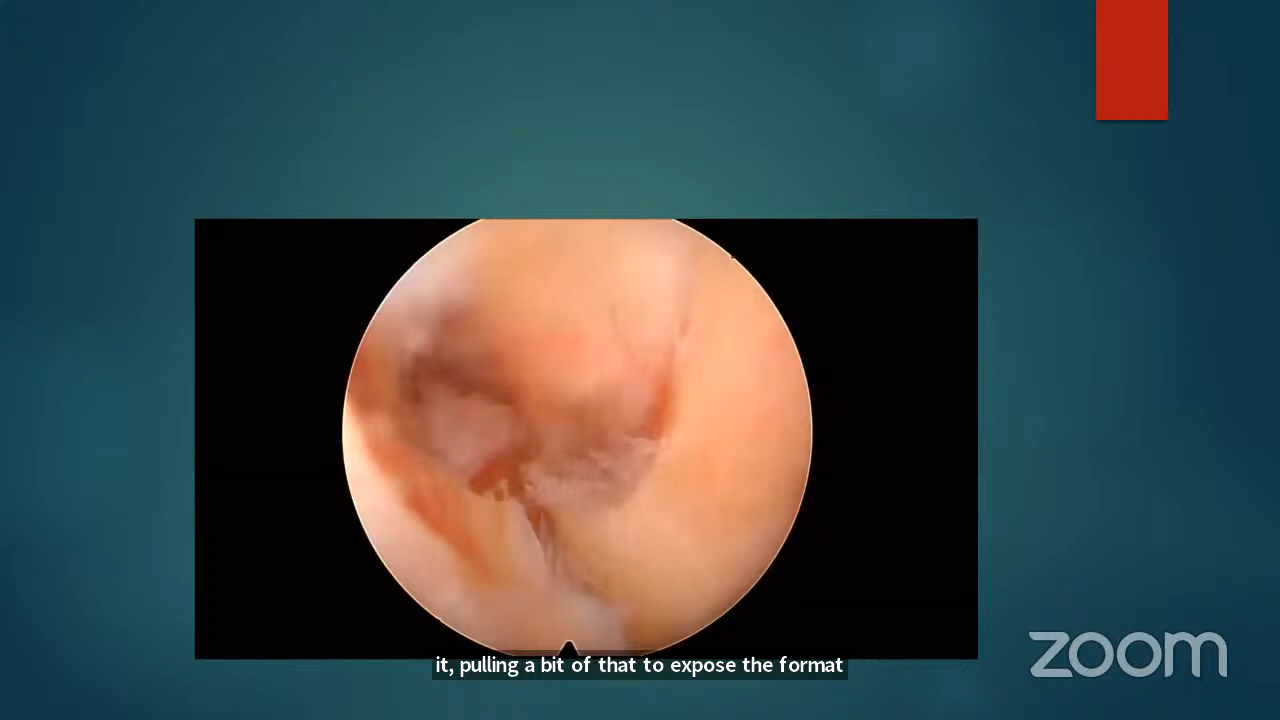 it, pulling a bit of that to expose the format
zoom